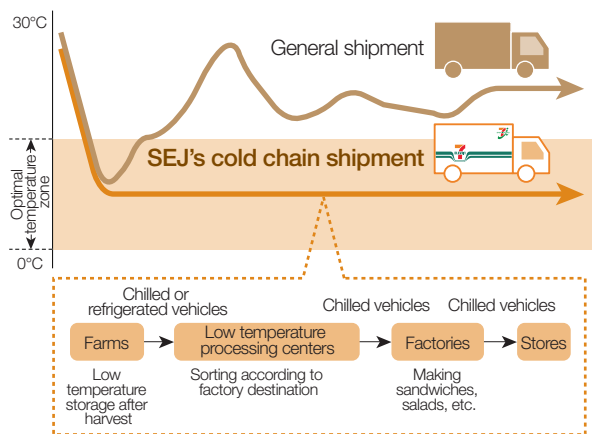 30°C
General shipment
7
7
SEJ's cold chain shipment
Optimal-
temperature
zone
0°C
Chilled or
refrigerated vehicles
Chilled vehicles
Chilled vehicles
Farms
Low temperature
processing centers
Factories
Stores
Low
temperature
storage after
harvest
Sorting according to
factory destination
Making
sandwiches,
salads, etc.